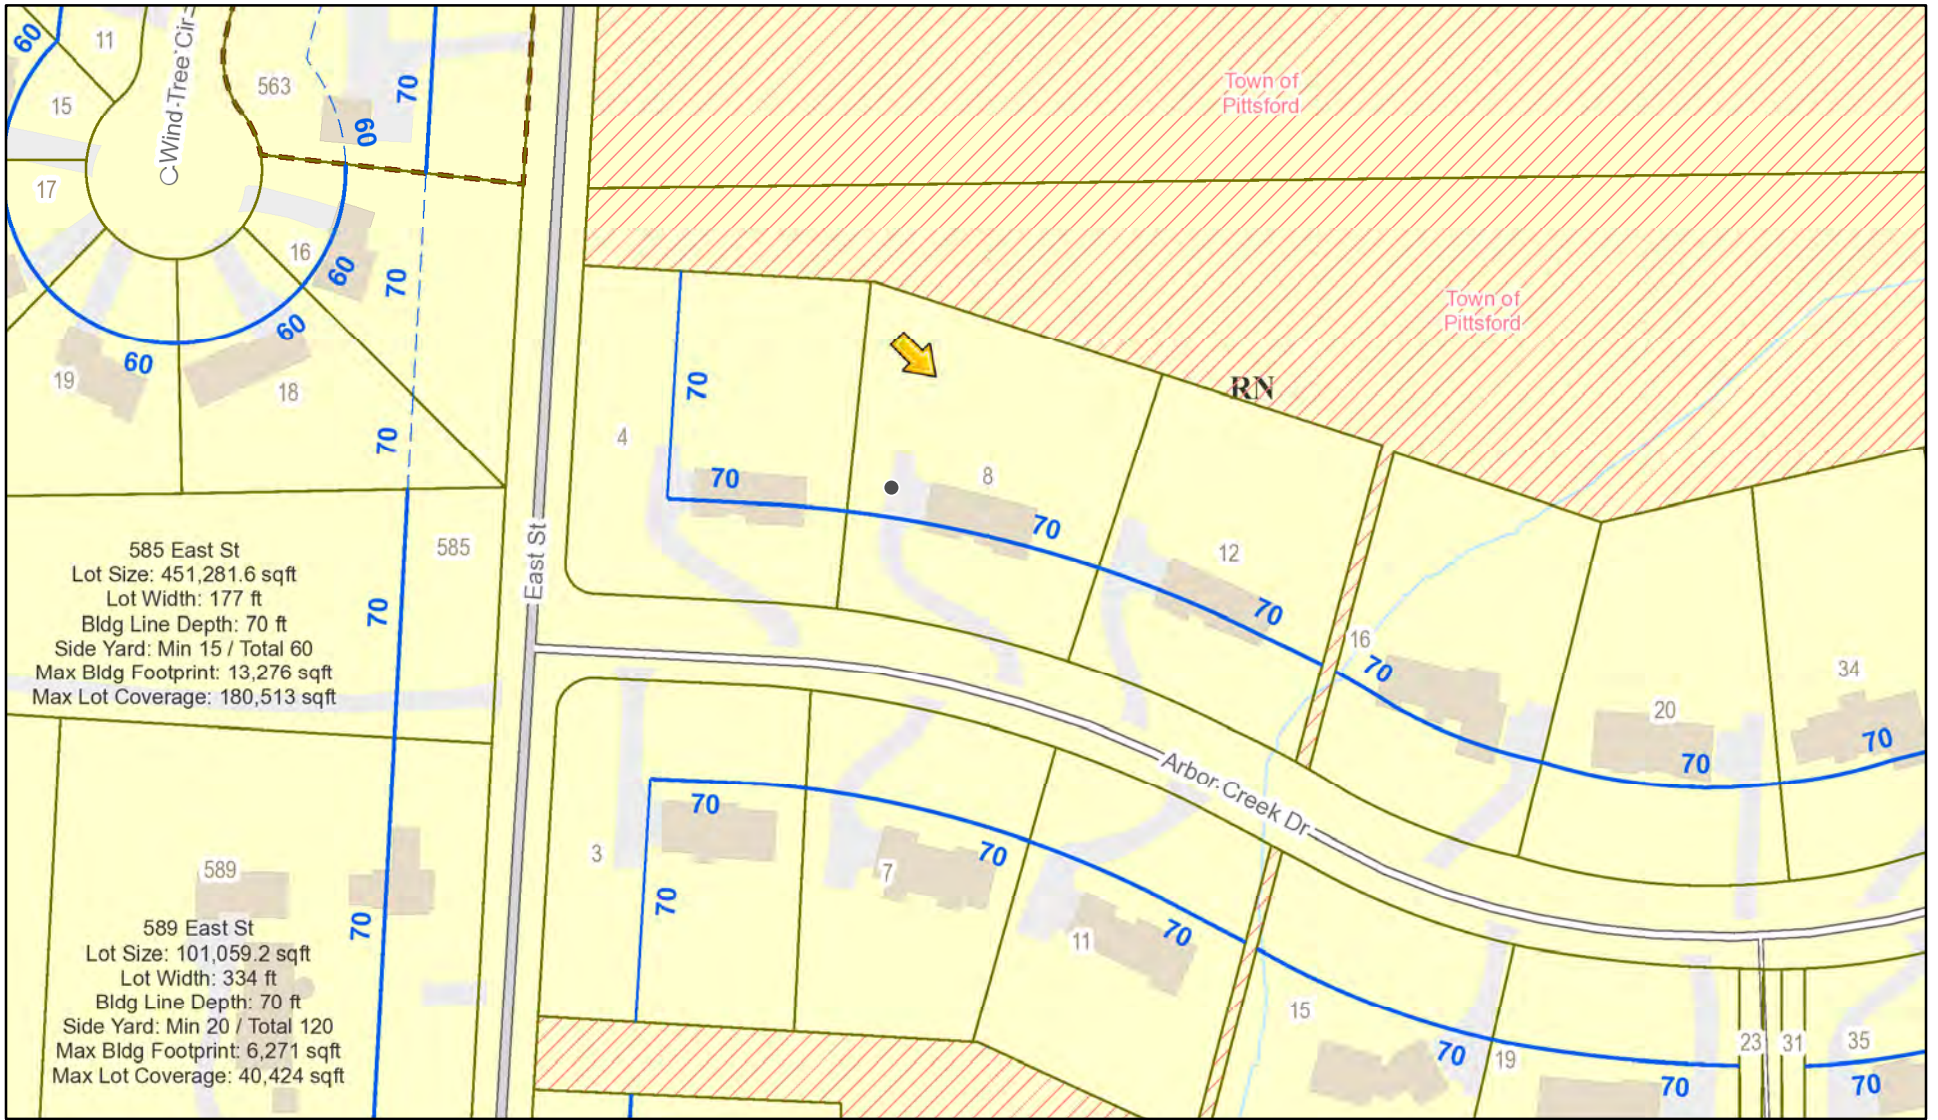 60
11
C Wind-Tree Cir
563
70
15
60
Town of
Pittsford
17
16
60
70
60
60
19
18
70
Town of
Pittsford
RN
70
4
70
8
70
12
70
16
70
20
70
34
70
585 East St
Lot Size: 451,281.6 sqft
Lot Width: 177 ft
Bldg Line Depth: 70 ft
Side Yard: Min 15 / Total 60
Max Bldg Footprint: 13,276 sqft
Max Lot Coverage: 180,513 sqft
585
70
East St
Arbor Creek Dr
3
70
70
7
70
11
70
589
70
589 East St
Lot Size: 101,059.2 sqft
Lot Width: 334 ft
Bldg Line Depth: 70 ft
Side Yard: Min 20 / Total 120
Max Bldg Footprint: 6,271 sqft
Max Lot Coverage: 40,424 sqft
15
70
19
70
23
31
35
70